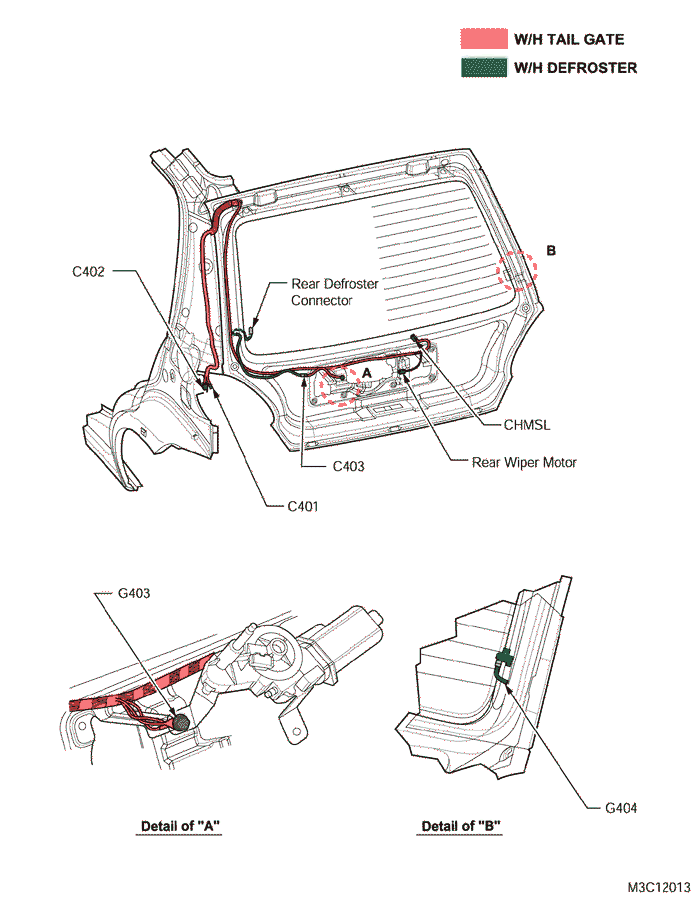 W/H TAIL GATE
W/H DEFROSTER
B
C402
Rear Defroster
Connector
A
CHMSL
C403
Rear Wiper Motor
C401
G403
G404
Detail of "A"
Detail of "B"
M3C12013